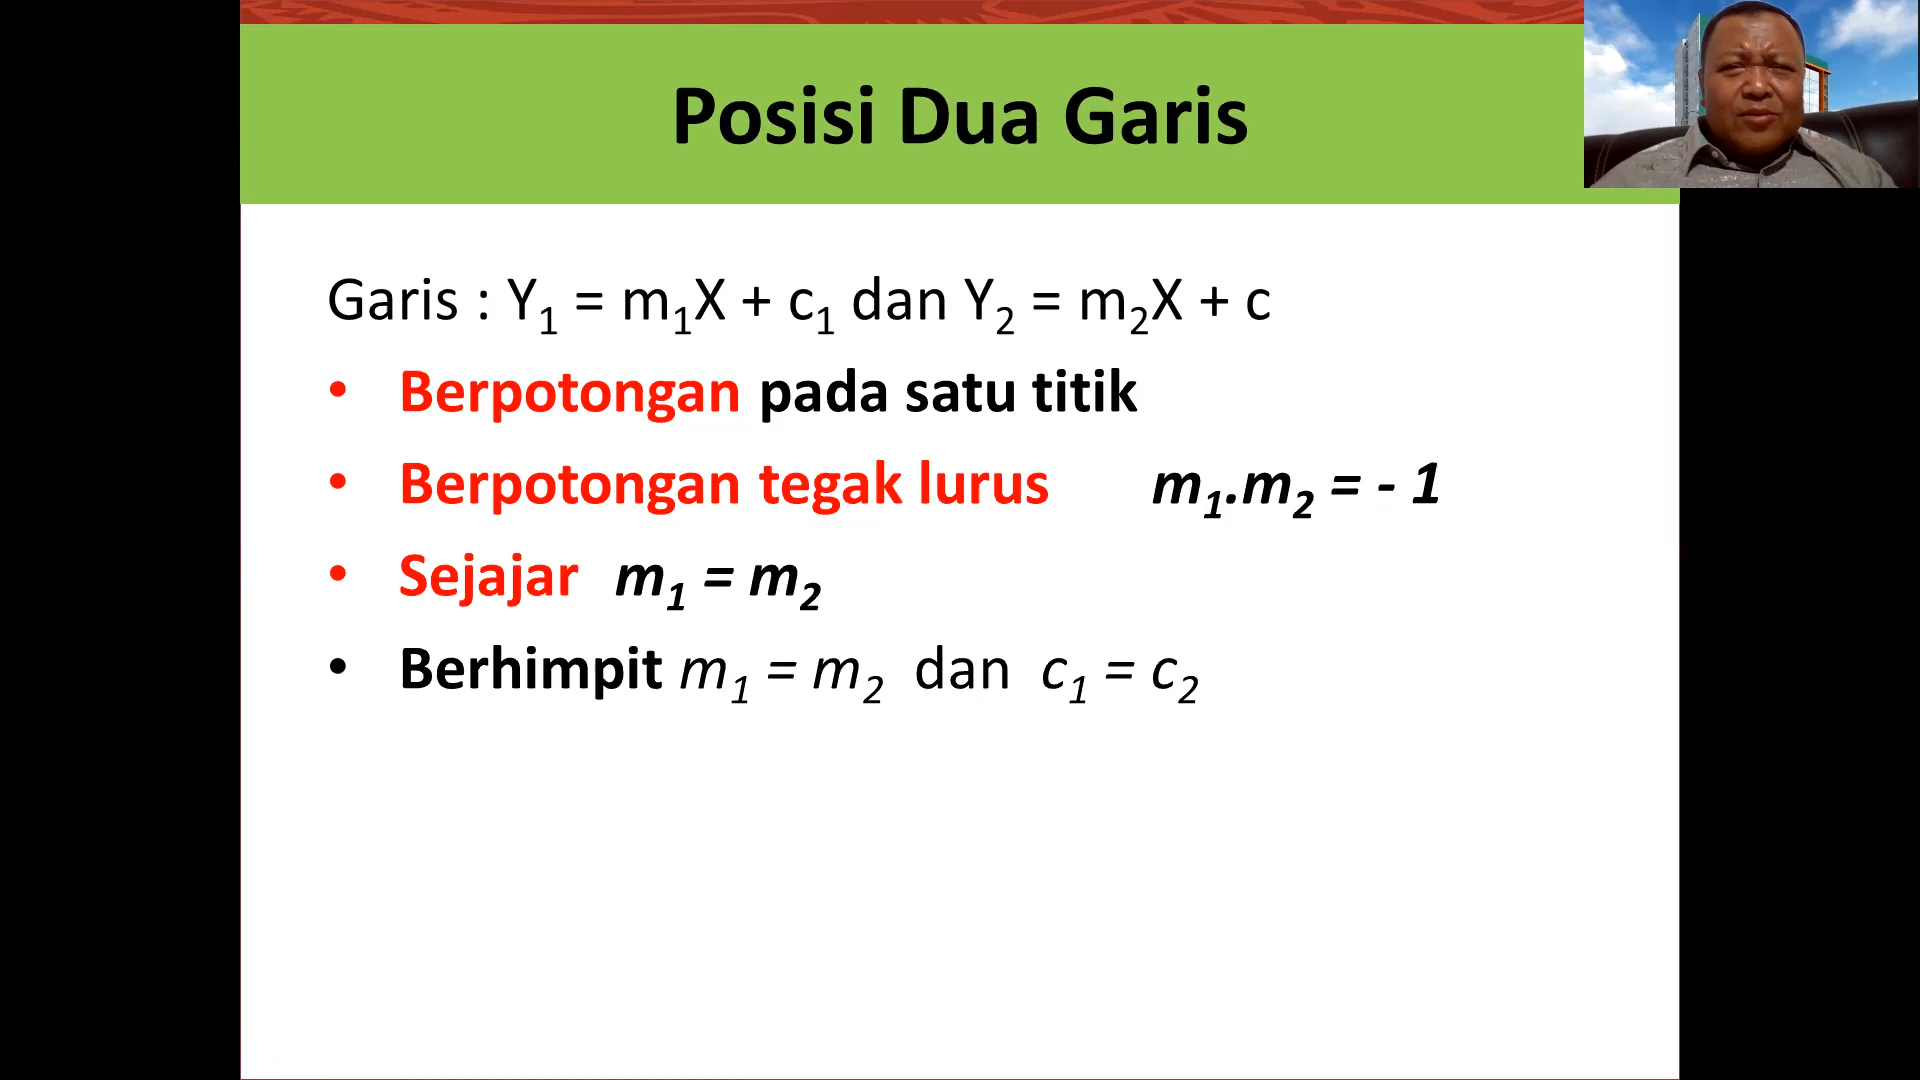 Posisi Dua Garis
Garis : Y₁ = m₁X + c₁ dan Y₂ = m₂X + c
• Berpotongan pada satu titik
• Berpotongan tegak lurus m₁.m₂ = - 1
• Sejajar m₁ = m₂
• Berhimpit m₁ = m₂ dan c₁ = c₂